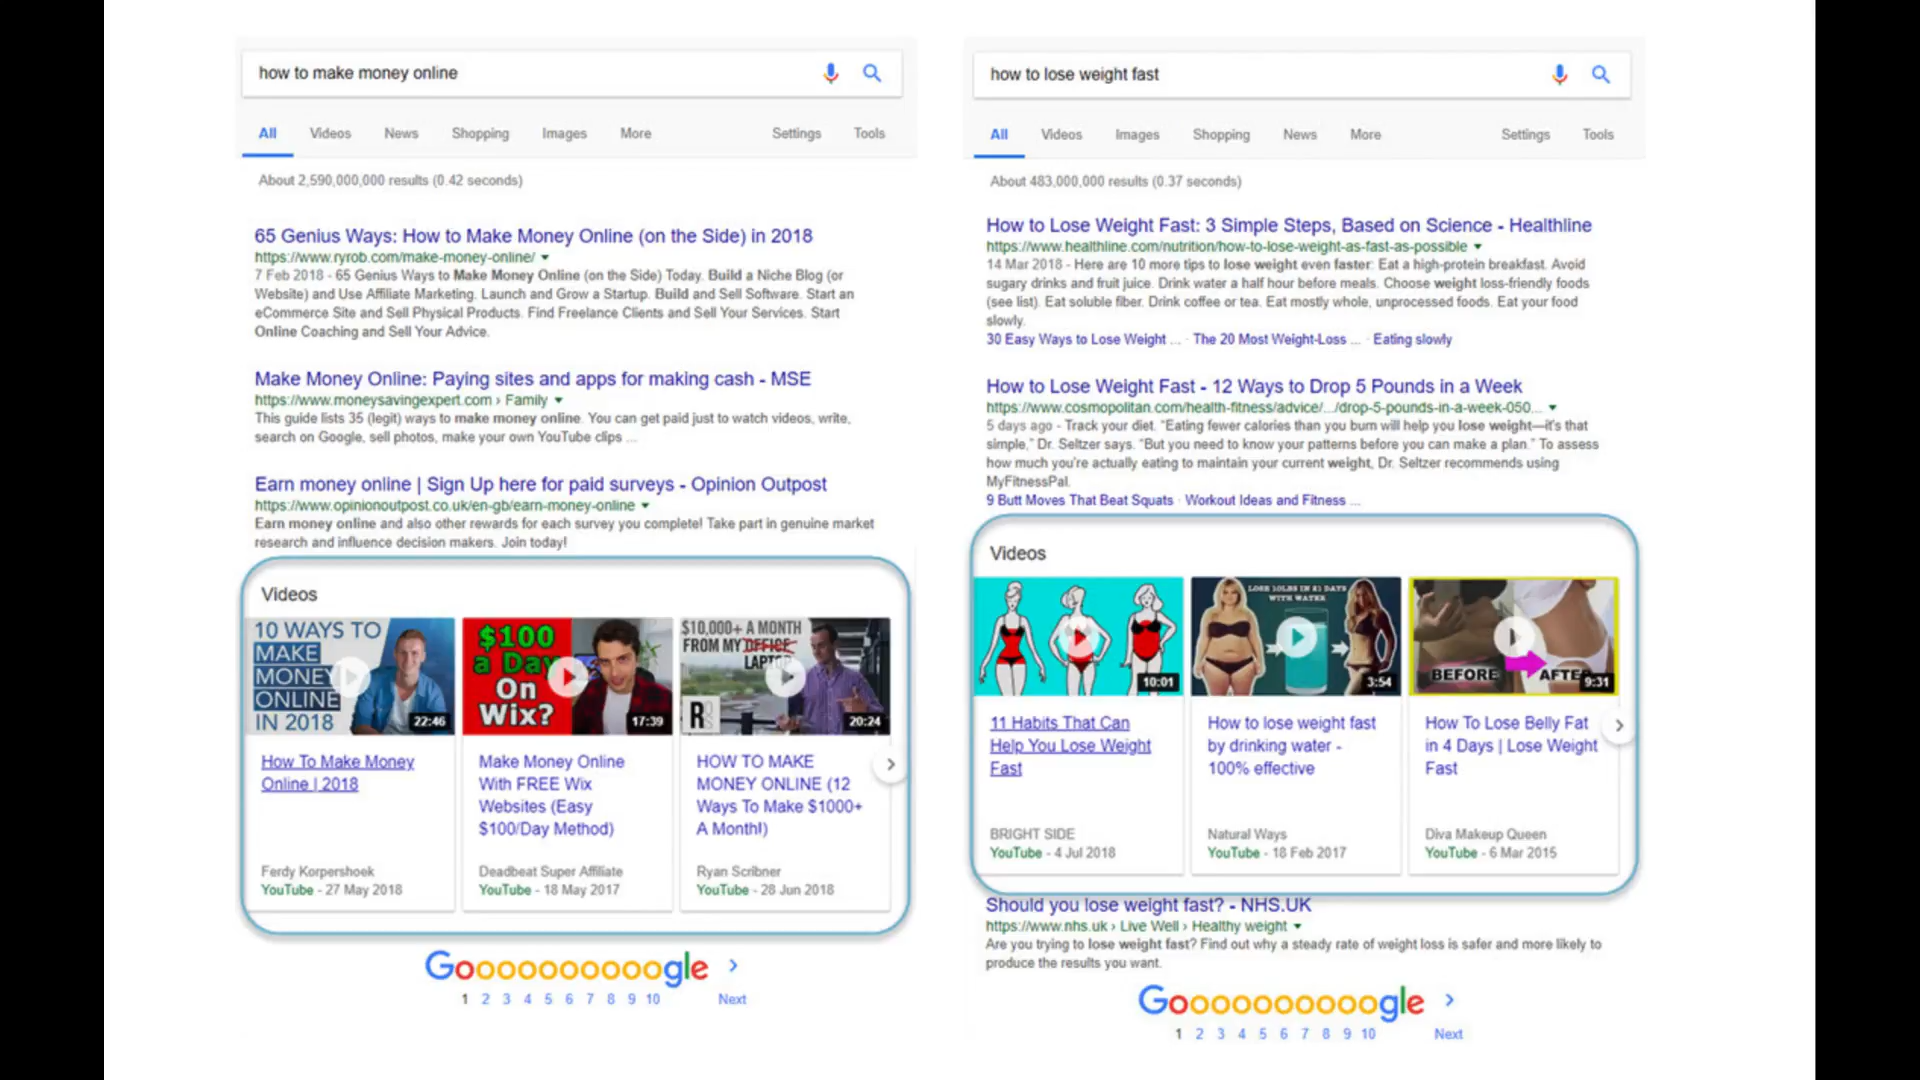 how to make money online
All Videos News Shopping Images More Settings Tools
About 2,590,000,000 results (0.42 seconds)
65 Genius Ways: How to Make Money Online (on the Side) in 2018
https://www.ryrob.com/make-money-online/
7 Feb 2018 - 65 Genius Ways to Make Money Online (on the Side) Today. Build a Niche Blog (or
Website) and Use Affiliate Marketing. Launch and Grow a Startup. Build and Sell Software. Start an
eCommerce Site and Sell Physical Products. Find Freelance Clients and Sell Your Services. Start
Online Coaching and Sell Your Advice.
Make Money Online: Paying sites and apps for making cash - MSE
https://www.moneysavingexpert.com › Family
This guide lists 35 (legit) ways to make money online. You can get paid just to watch videos, write,
search on Google, sell photos, make your own YouTube clips ...
Earn money online | Sign Up here for paid surveys - Opinion Outpost
https://www.opinionoutpost.co.uk/en-gb/earn-money-online
Earn money online and also other rewards for each survey you complete! Take part in genuine market
research and influence decision makers. Join today!
Videos
10 WAYS TO
MAKE
MONEY
ONLINE
IN 2018
22:46
How To Make Money
Online | 2018
Ferdy Korpershoek
YouTube - 27 May 2018
$100
a Day
On
Wix?
17:39
Make Money Online
With FREE Wix
Websites (Easy
$100/Day Method)
Deadbeat Super Affiliate
YouTube - 18 May 2017
$10,000+ A MONTH
FROM MY OFFICE
LAPTOP
R
20:24
HOW TO MAKE
MONEY ONLINE (12
Ways To Make $1000+
A Month!)
Ryan Scribner
YouTube - 28 Jun 2018
Goooooooooogle
1 2 3 4 5 6 7 8 9 10 Next
how to lose weight fast
All Videos Images Shopping News More Settings Tools
About 483,000,000 results (0.37 seconds)
How to Lose Weight Fast: 3 Simple Steps, Based on Science - Healthline
https://www.healthline.com/nutrition/how-to-lose-weight-as-fast-as-possible
14 Mar 2018 - Here are 10 more tips to lose weight even faster: Eat a high-protein breakfast. Avoid
sugary drinks and fruit juice. Drink water a half hour before meals. Choose weight loss-friendly foods
(see list). Eat soluble fiber. Drink coffee or tea. Eat mostly whole, unprocessed foods. Eat your food
slowly.
30 Easy Ways to Lose Weight ... · The 20 Most Weight-Loss ... · Eating slowly
How to Lose Weight Fast - 12 Ways to Drop 5 Pounds in a Week
https://www.cosmopolitan.com/health-fitness/advice/.../drop-5-pounds-in-a-week-050...
5 days ago - Track your diet. "Eating fewer calories than you burn will help you lose weight—it's that
simple," Dr. Seltzer says. "But you need to know your patterns before you can make a plan." To assess
how much you're actually eating to maintain your current weight, Dr. Seltzer recommends using
MyFitnessPal.
9 Butt Moves That Beat Squats · Workout Ideas and Fitness ...
Videos
10:01
11 Habits That Can
Help You Lose Weight
Fast
BRIGHT SIDE
YouTube - 4 Jul 2018
LOSE 10LBS IN 21 DAYS
WITH WATER
3:54
How to lose weight fast
by drinking water -
100% effective
Natural Ways
YouTube - 18 Feb 2017
BEFORE AFTE
9:31
How To Lose Belly Fat
in 4 Days | Lose Weight
Fast
Diva Makeup Queen
YouTube - 6 Mar 2015
Should you lose weight fast? - NHS.UK
https://www.nhs.uk › Live Well › Healthy weight
Are you trying to lose weight fast? Find out why a steady rate of weight loss is safer and more likely to
produce the results you want.
Goooooooooogle
1 2 3 4 5 6 7 8 9 10 Next